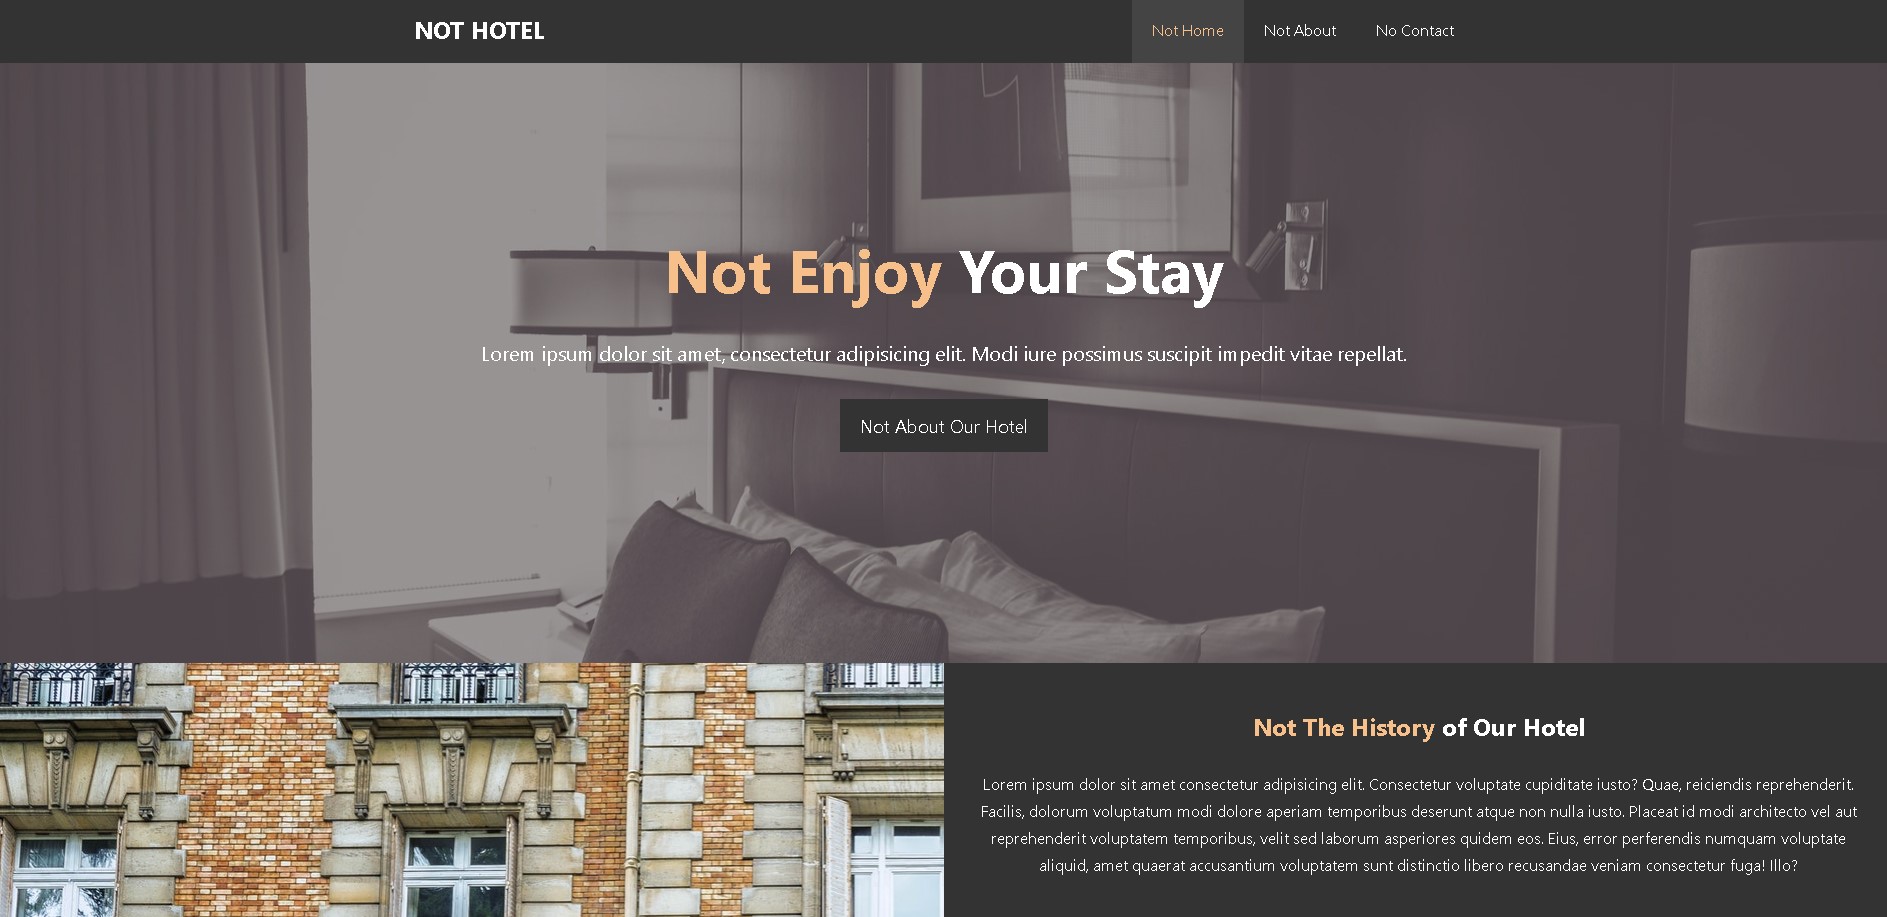 NOT HOTEL
Not Home
Not About
No Contact
Not Enjoy Your Stay
Lorem ipsum dolor sit amet, consectetur adipisicing elit. Modi iure possimus suscipit impedit vitae repellat.
Not About Our Hotel
Not The History of Our Hotel
Lorem ipsum dolor sit amet consectetur adipisicing elit. Consectetur voluptate cupiditate iusto? Quae, reiciendis reprehenderit.
Facilis, dolorum voluptatum modi dolore aperiam temporibus deserunt atque non nulla iusto. Placeat id modi architecto vel aut
reprehenderit voluptatem temporibus, velit sed laborum asperiores quidem eos. Eius, error perferendis numquam voluptate
aliquid, amet quaerat accusantium voluptatem sunt distinctio libero recusandae veniam consectetur fuga! Illo?